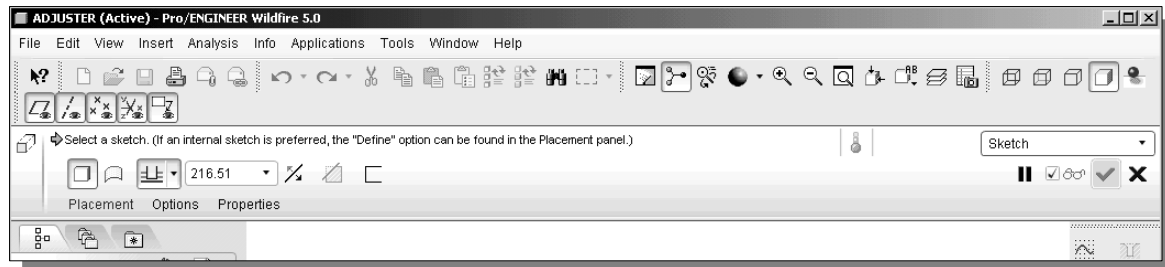 ADJUSTER (Active) - Pro/ENGINEER Wildfire 5.0
File Edit View Insert Analysis Info Applications Tools Window Help
Select a sketch. (If an internal sketch is preferred, the "Define" option can be found in the Placement panel.)
Sketch
216.51
Placement Options Properties